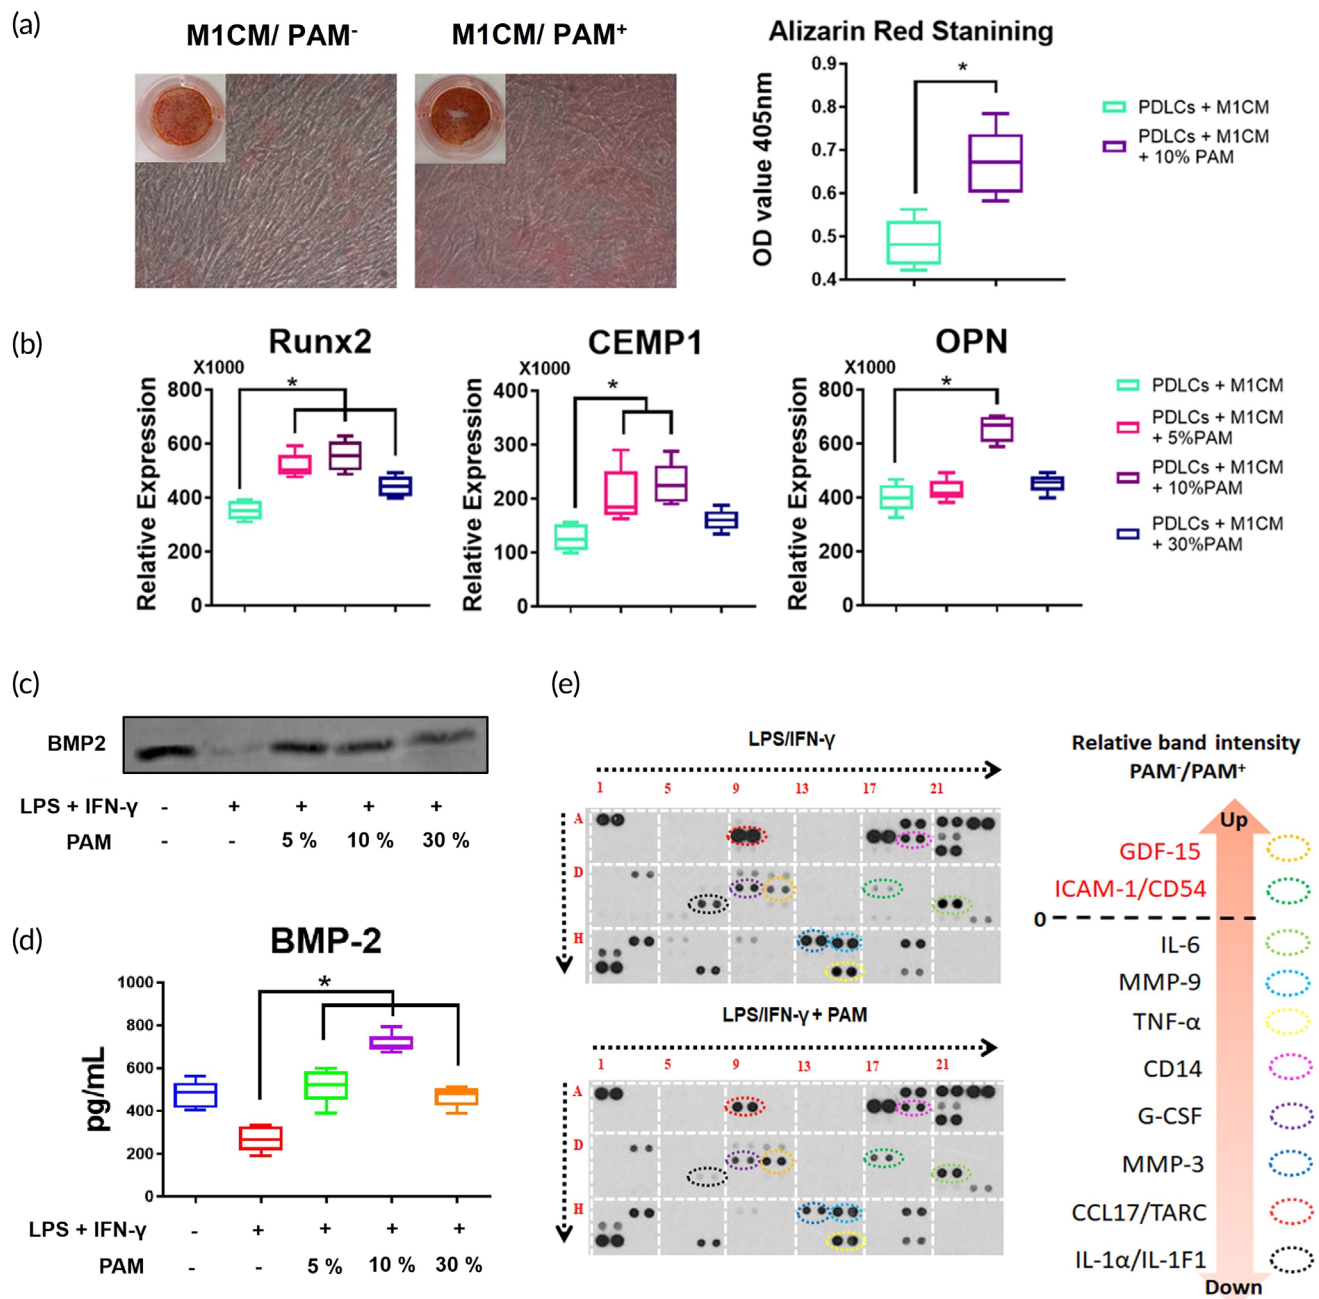 (a)
M1CM/ PAM-
M1CM/ PAM+
Alizarin Red Stanining
OD value 405nm
0.9
0.8
0.7
0.6
0.5
0.4
*
PDLCs + M1CM
PDLCs + M1CM
+ 10% PAM
(b)
Runx2
X1000
Relative Expression
800
600
400
200
0
*
CEMP1
X1000
Relative Expression
400
300
200
100
0
*
OPN
X1000
Relative Expression
800
600
400
200
0
*
PDLCs + M1CM
PDLCs + M1CM
+ 5%PAM
PDLCs + M1CM
+ 10%PAM
PDLCs + M1CM
+ 30%PAM
(c)
BMP2
LPS + IFN-γ - + + + +
PAM - - 5 % 10 % 30 %
(d)
BMP-2
pg/mL
1000
800
600
400
200
0
*
LPS + IFN-γ - + + + +
PAM - - 5 % 10 % 30 %
(e)
LPS/IFN-γ
1 5 9 13 17 21
A
D
H
LPS/IFN-γ + PAM
1 5 9 13 17 21
A
D
H
Relative band intensity
PAM-/PAM+
Up
GDF-15
ICAM-1/CD54
0
IL-6
MMP-9
TNF-α
CD14
G-CSF
MMP-3
CCL17/TARC
IL-1α/IL-1F1
Down